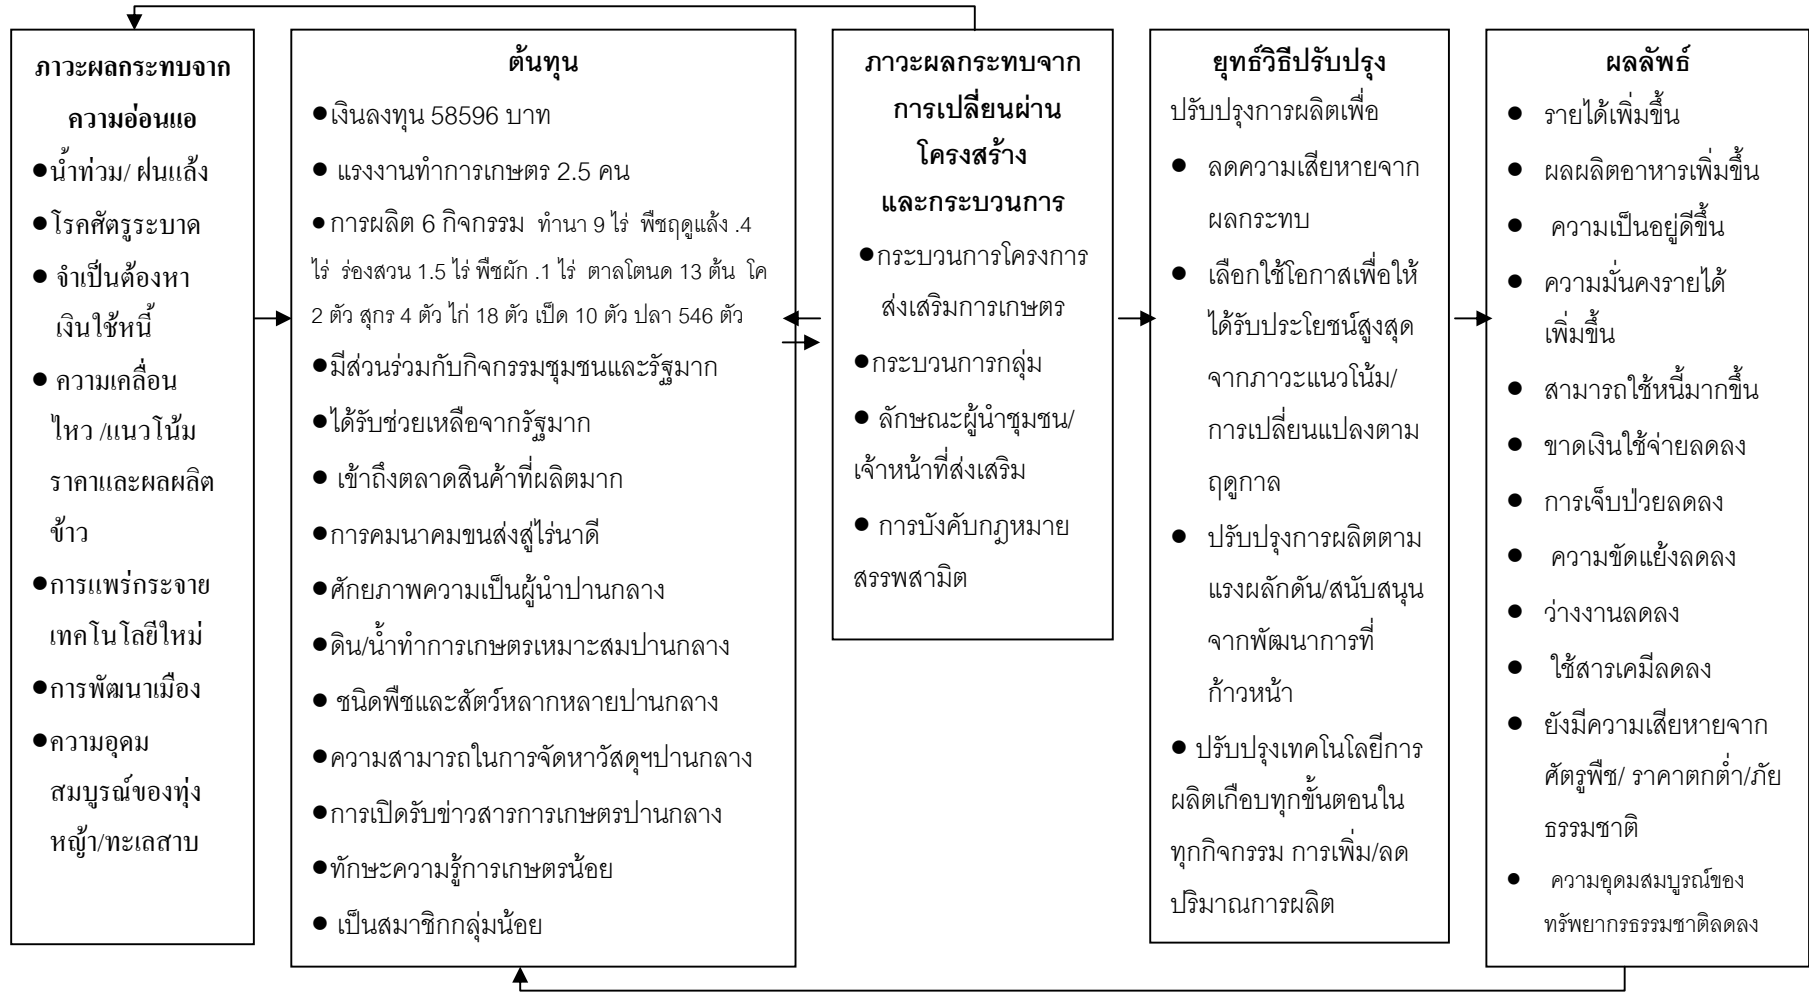 ภาวะผลกระทบจาก
ความอ่อนแอ
●น้ำท่วม/ ฝนแล้ง
●โรคศัตรูระบาด
● จำเป็นต้องหา
เงินใช้หนี้
● ความเคลื่อน
ไหว /แนวโน้ม
ราคาและผลผลิต
ข้าว
●การแพร่กระจาย
เทคโนโลยีใหม่
●การพัฒนาเมือง
●ความอุดม
สมบูรณ์ของทุ่ง
หญ้า/ทะเลสาบ
ต้นทุน
●เงินลงทุน 58596 บาท
● แรงงานทำการเกษตร 2.5 คน
●การผลิต 6 กิจกรรม ทำนา 9 ไร่ พืชฤดูแล้ง .4
ไร่ ร่องสวน 1.5 ไร่ พืชผัก .1 ไร่ ตาลโตนด 13 ต้น โค
2 ตัว สุกร 4 ตัว ไก่ 18 ตัว เป็ด 10 ตัว ปลา 546 ตัว
●มีส่วนร่วมกับกิจกรรมชุมชนและรัฐมาก
●ได้รับช่วยเหลือจากรัฐมาก
● เข้าถึงตลาดสินค้าที่ผลิตมาก
●การคมนาคมขนส่งสู่ไร่นาดี
●ศักยภาพความเป็นผู้นำปานกลาง
●ดิน/น้ำทำการเกษตรเหมาะสมปานกลาง
● ชนิดพืชและสัตว์หลากหลายปานกลาง
●ความสามารถในการจัดหาวัสดุฯปานกลาง
●การเปิดรับข่าวสารการเกษตรปานกลาง
●ทักษะความรู้การเกษตรน้อย
● เป็นสมาชิกกลุ่มน้อย
ภาวะผลกระทบจาก
การเปลี่ยนผ่าน
โครงสร้าง
และกระบวนการ
●กระบวนการโครงการ
ส่งเสริมการเกษตร
●กระบวนการกลุ่ม
● ลักษณะผู้นำชุมชน/
เจ้าหน้าที่ส่งเสริม
● การบังคับกฎหมาย
สรรพสามิต
ยุทธ์วิธีปรับปรุง
ปรับปรุงการผลิตเพื่อ
● ลดความเสียหายจาก
ผลกระทบ
● เลือกใช้โอกาสเพื่อให้
ได้รับประโยชน์สูงสุด
จากภาวะแนวโน้ม/
การเปลี่ยนแปลงตาม
ฤดูกาล
● ปรับปรุงการผลิตตาม
แรงผลักดัน/สนับสนุน
จากพัฒนาการที่
ก้าวหน้า
● ปรับปรุงเทคโนโลยีการ
ผลิตเกือบทุกขั้นตอนใน
ทุกกิจกรรม การเพิ่ม/ลด
ปริมาณการผลิต
ผลลัพธ์
● รายได้เพิ่มขึ้น
● ผลผลิตอาหารเพิ่มขึ้น
● ความเป็นอยู่ดีขึ้น
● ความมั่นคงรายได้
เพิ่มขึ้น
● สามารถใช้หนี้มากขึ้น
● ขาดเงินใช้จ่ายลดลง
● การเจ็บป่วยลดลง
● ความขัดแย้งลดลง
● ว่างงานลดลง
● ใช้สารเคมีลดลง
● ยังมีความเสียหายจาก
ศัตรูพืช/ ราคาตกต่ำ/ภัย
ธรรมชาติ
● ความอุดมสมบูรณ์ของ
ทรัพยากรธรรมชาติลดลง